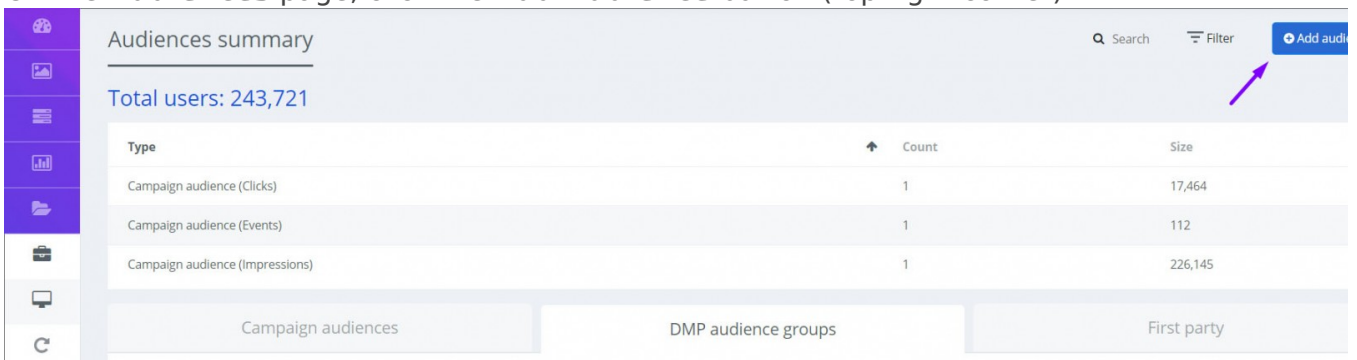 Audiences summary
Search
Filter
Add audie
Total users: 243,721
Type Count Size
Campaign audience (Clicks) 1 17,464
Campaign audience (Events) 1 112
Campaign audience (Impressions) 1 226,145
Campaign audiences DMP audience groups First party